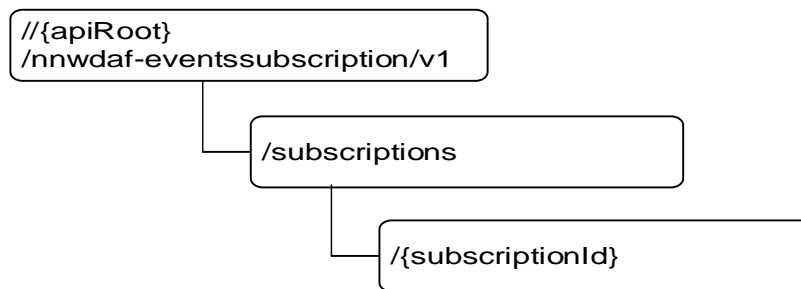 //{apiRoot}
/nnwdaf-eventssubscription/v1
/subscriptions
/{subscriptionId}